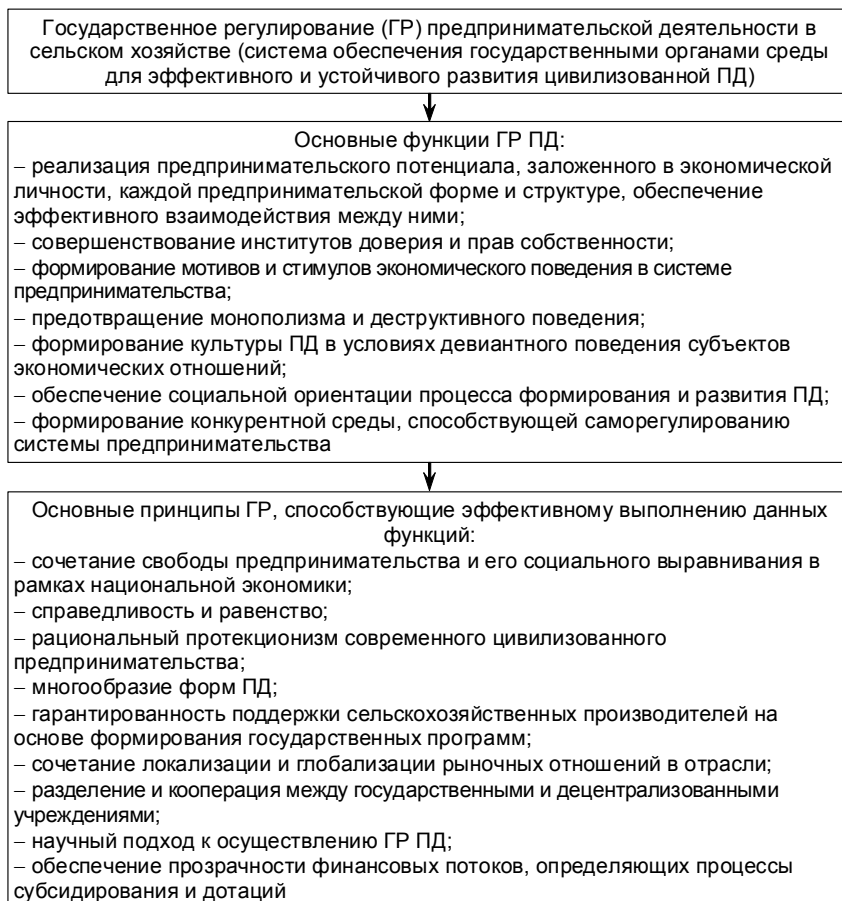 Государственное регулирование (ГР) предпринимательской деятельности в
сельском хозяйстве (система обеспечения государственными органами среды
для эффективного и устойчивого развития цивилизованной ПД)
Основные функции ГР ПД:
– реализация предпринимательского потенциала, заложенного в экономической
личности, каждой предпринимательской форме и структуре, обеспечение
эффективного взаимодействия между ними;
– совершенствование институтов доверия и прав собственности;
– формирование мотивов и стимулов экономического поведения в системе
предпринимательства;
– предотвращение монополизма и деструктивного поведения;
– формирование культуры ПД в условиях девиантного поведения субъектов
экономических отношений;
– обеспечение социальной ориентации процесса формирования и развития ПД;
– формирование конкурентной среды, способствующей саморегулированию
системы предпринимательства
Основные принципы ГР, способствующие эффективному выполнению данных
функций:
– сочетание свободы предпринимательства и его социального выравнивания в
рамках национальной экономики;
– справедливость и равенство;
– рациональный протекционизм современного цивилизованного
предпринимательства;
– многообразие форм ПД;
– гарантированность поддержки сельскохозяйственных производителей на
основе формирования государственных программ;
– сочетание локализации и глобализации рыночных отношений в отрасли;
– разделение и кооперация между государственными и децентрализованными
учреждениями;
– научный подход к осуществлению ГР ПД;
– обеспечение прозрачности финансовых потоков, определяющих процессы
субсидирования и дотаций